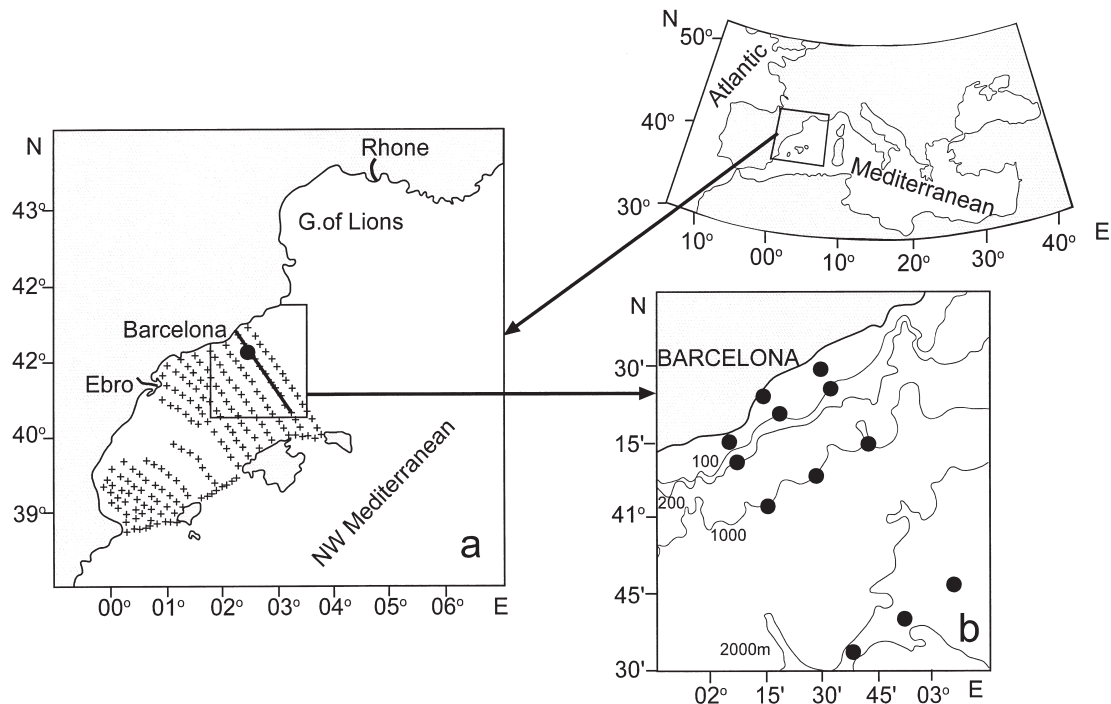 N
50°
Atlantic
40°
Mediterranean
30°
E
10°
00°
10°
20°
30°
40°
N
Rhone
43°
G.of Lions
42°
Barcelona
42°
Ebro
40°
NW Mediterranean
39°
a
00°
01°
02°
03°
04°
05°
06°
E
N
30'
BARCELONA
15'
100
200
41°
1000
45'
b
2000m
30'
02°
15'
30'
45'
03°
E